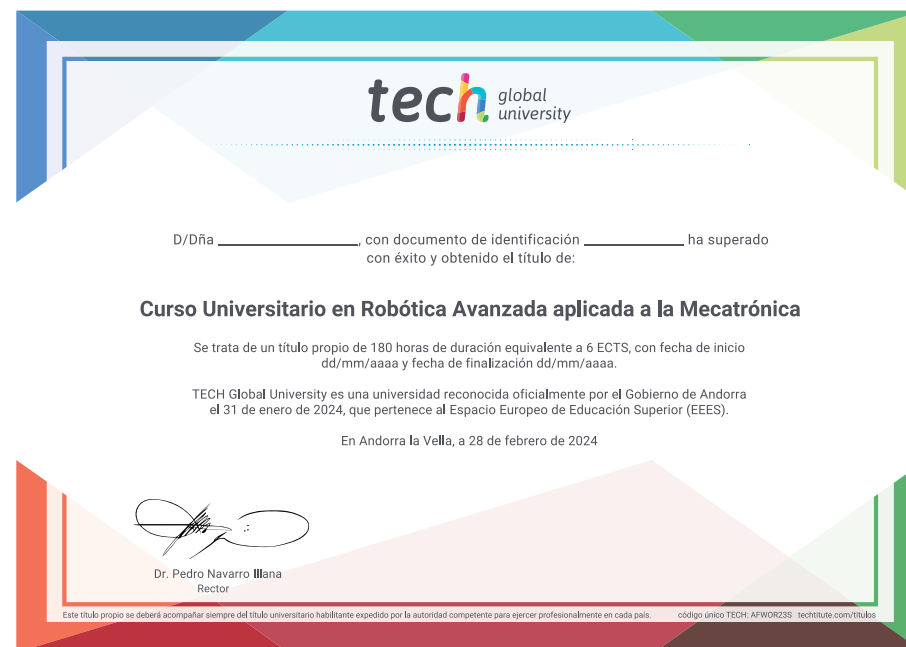 tech global university
D/Dña ____________________, con documento de identificación ______________ ha superado
con éxito y obtenido el título de:
Curso Universitario en Robótica Avanzada aplicada a la Mecatrónica
Se trata de un título propio de 180 horas de duración equivalente a 6 ECTS, con fecha de inicio
dd/mm/aaaa y fecha de finalización dd/mm/aaaa.
TECH Global University es una universidad reconocida oficialmente por el Gobierno de Andorra
el 31 de enero de 2024, que pertenece al Espacio Europeo de Educación Superior (EEES).
En Andorra la Vella, a 28 de febrero de 2024
Dr. Pedro Navarro Illana
Rector
Este título propio se deberá acompañar siempre del título universitario habilitante expedido por la autoridad competente para ejercer profesionalmente en cada país. código único TECH: AFWOR23S techtitute.com/titulos